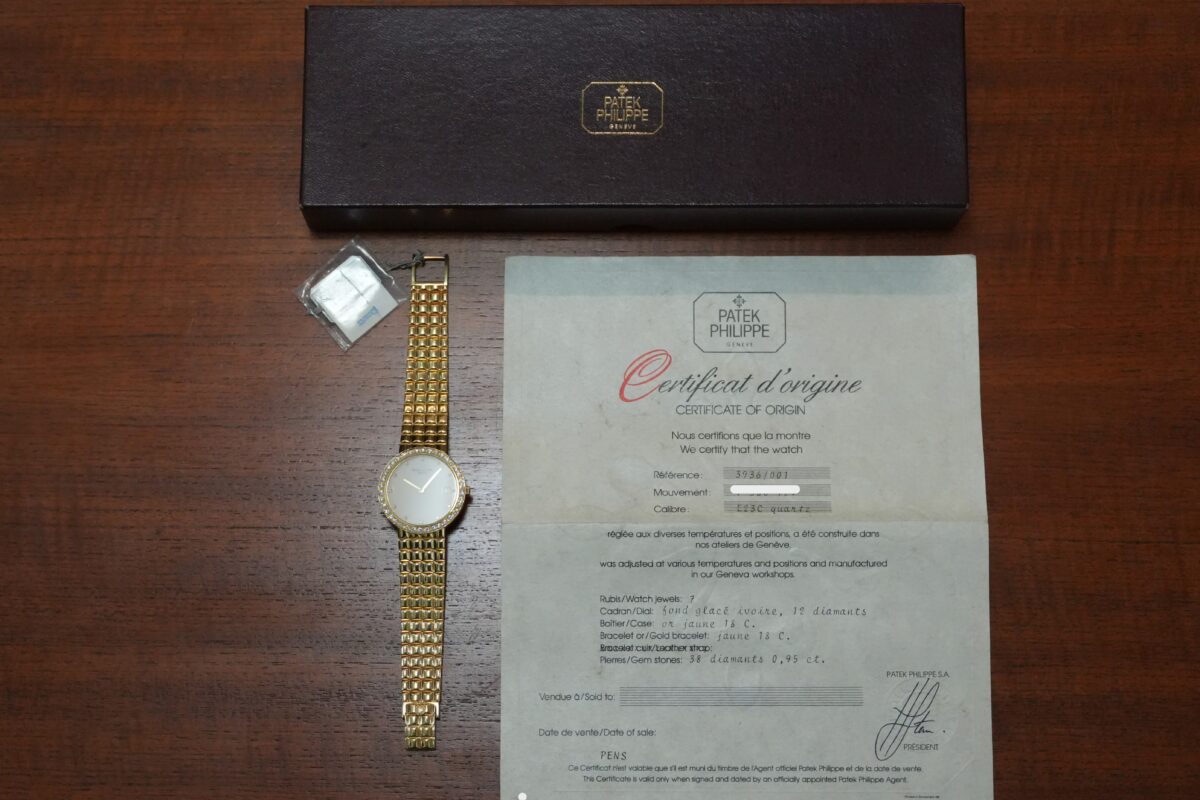 PATEK
PHILIPPE
GENEVE
PATEK
PHILIPPE
GENEVE
Certificat d'origine
CERTIFICATE OF ORIGIN
Nous certifions que la montre
We certify that the watch
Référence: 3936/001
Mouvement:
Calibre: E23C quartz
réglée aux diverses températures et positions, a été construite dans
nos ateliers de Genève.
was adjusted at various temperatures and positions and manufactured
in our Geneva workshops.
Rubis/Watch jewels: 7
Cadran/Dial: fond glacé ivoire, 12 diamants
Boîtier/Case: or jaune 18 C.
Bracelet or/Gold bracelet: jaune 18 C.
Bracelet cuir/Leather strap:
Pierres/Gem stones: 38 diamants 0,95 ct.
PATEK PHILIPPE S.A.
Vendue à/Sold to:
PRÉSIDENT
Date de vente/Date of sale:
PENS
Ce Certificat n'est valable que s'il est muni du timbre de l'Agent officiel Patek Philippe et de la date de vente.
This Certificate is valid only when signed and dated by an officially appointed Patek Philippe Agent.